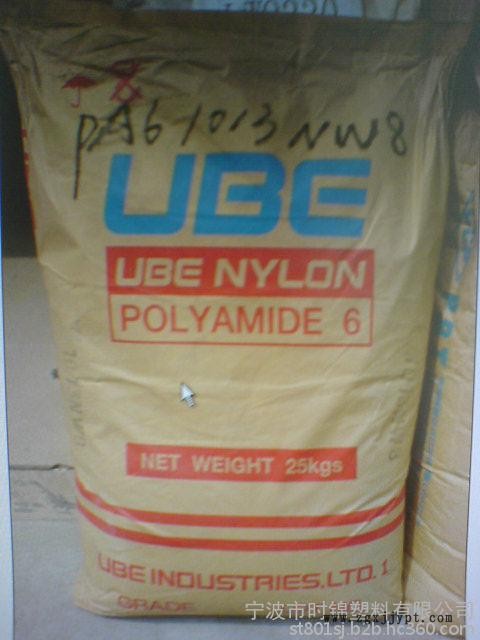 PA6 1013NW8
UBE
UBE NYLON
POLYAMIDE 6
NET WEIGHT 25kgs
UBE INDUSTRIES,LTD.
GRADE
宁波市时锦塑料有限公司
st801sj.b2b.hc360.com